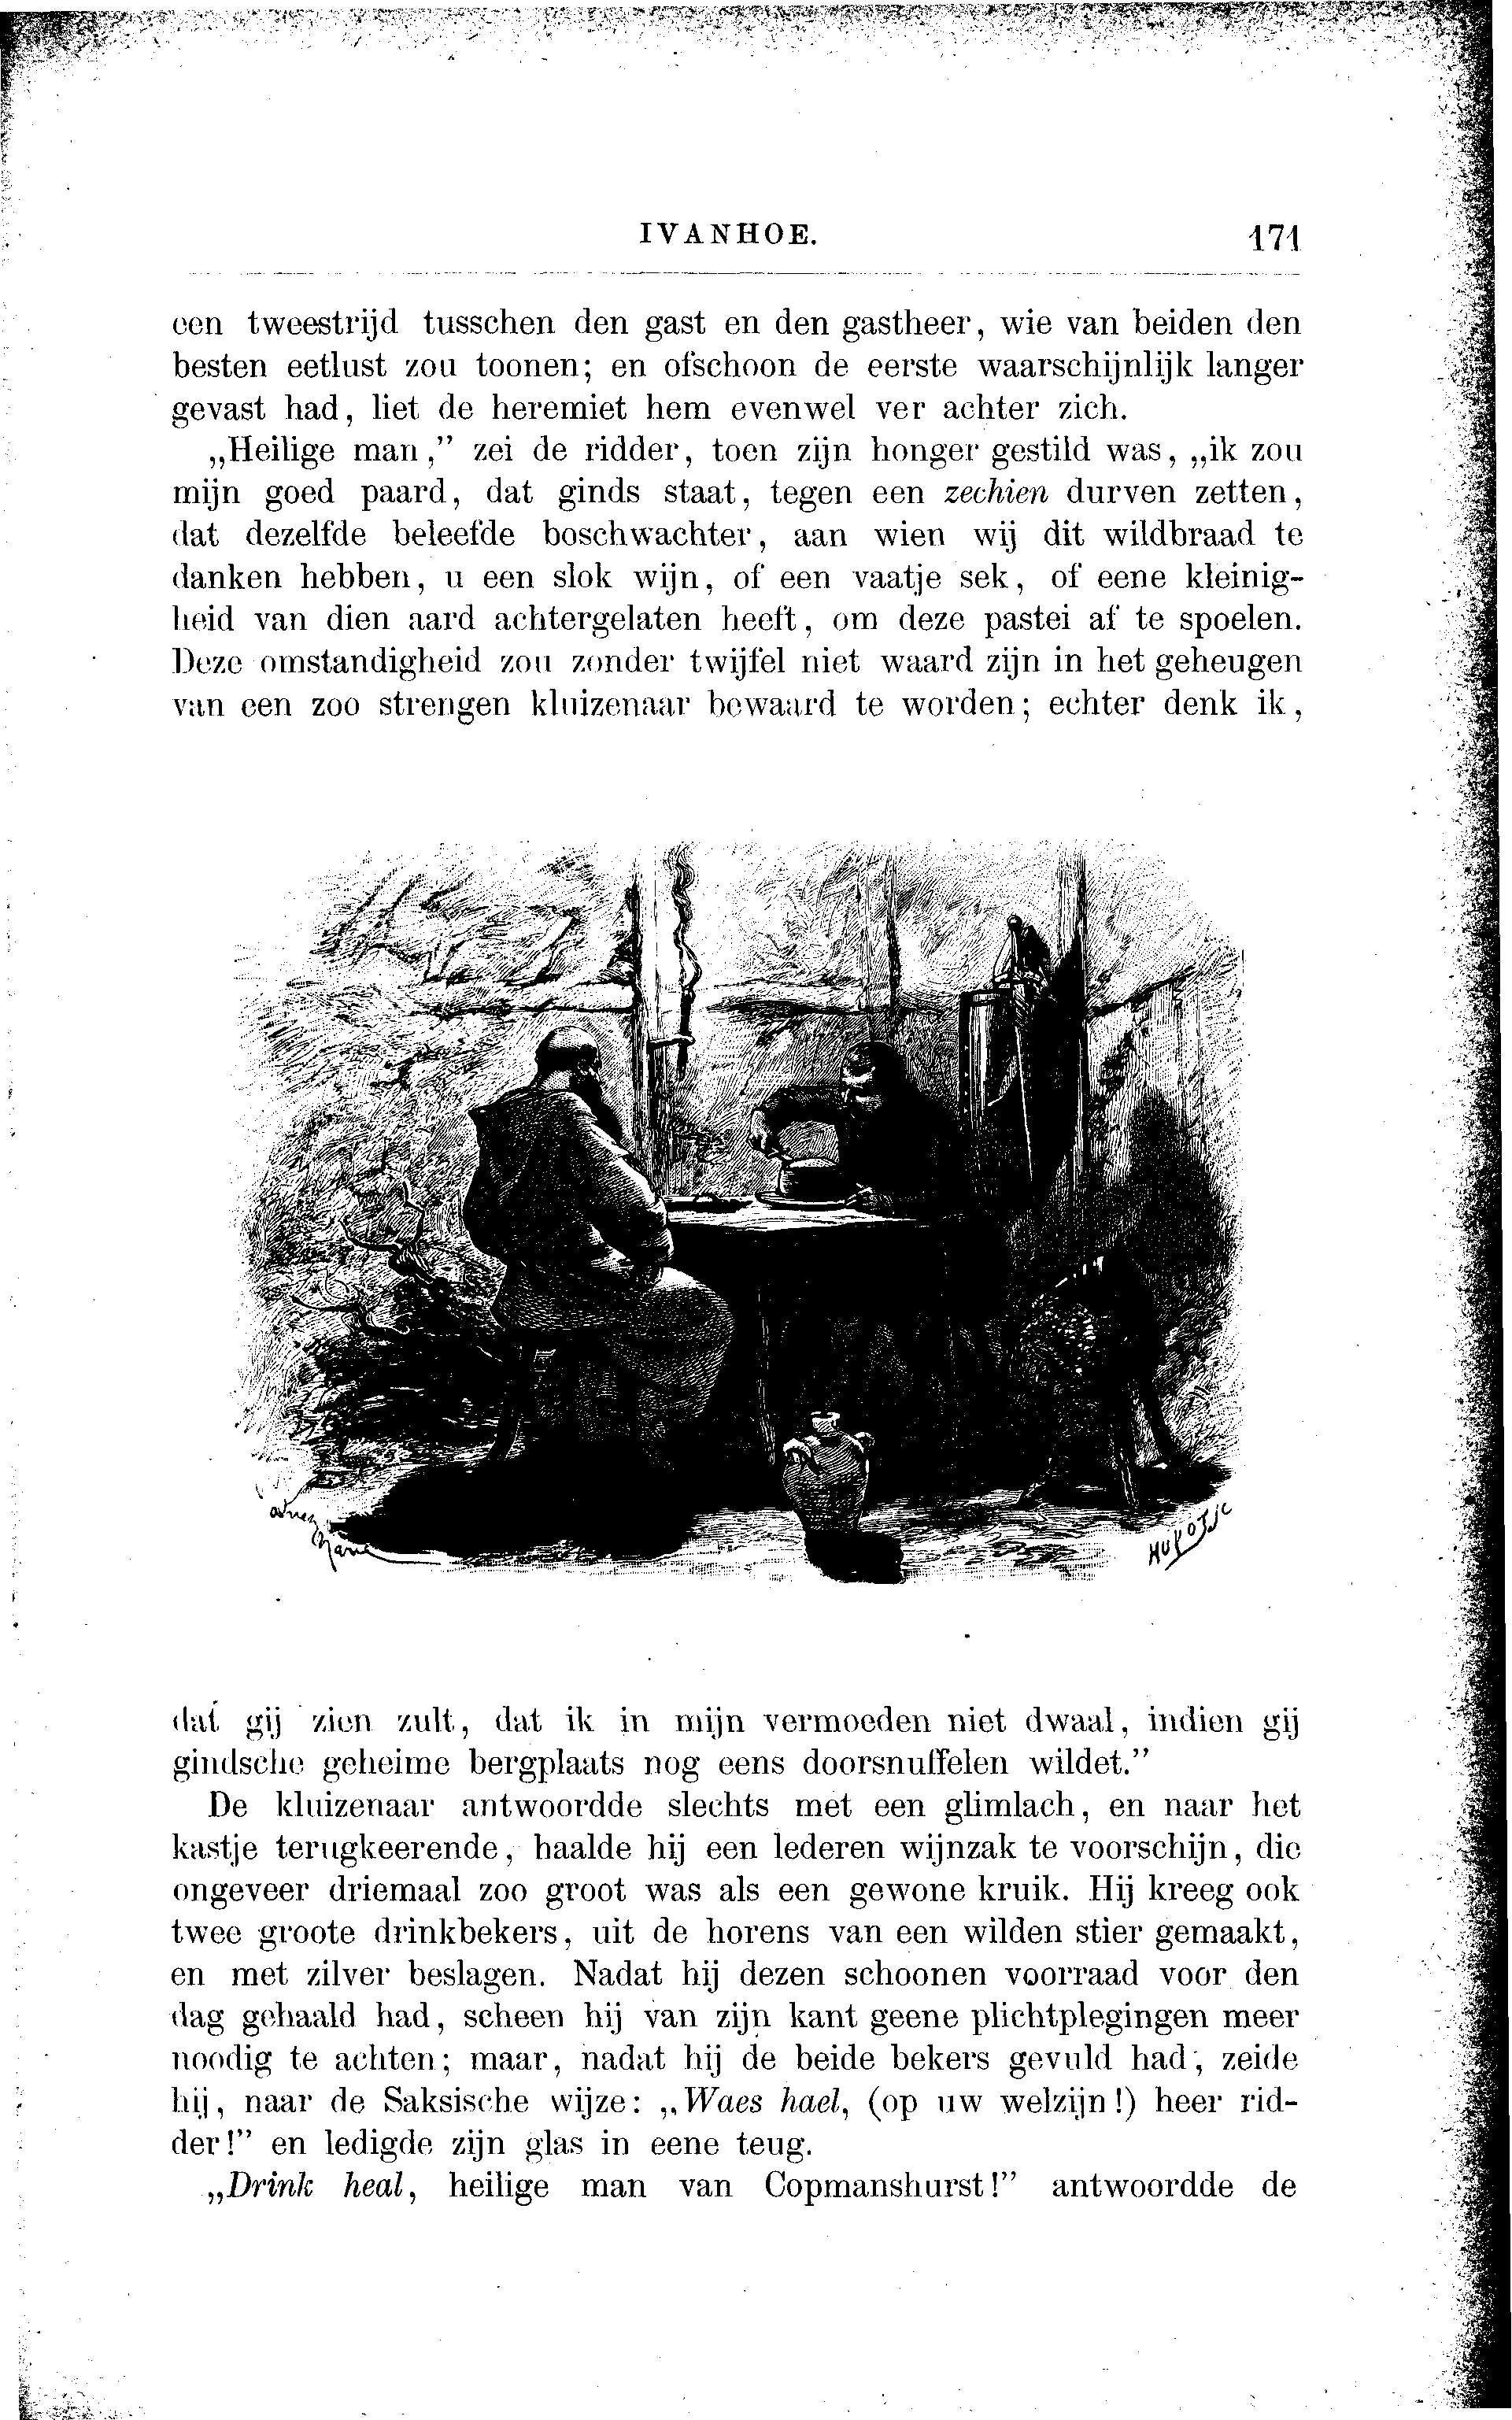 IVANHOE. 171
een tweestrijd tusschen den gast en den gastheer, wie van beiden den
besten eetlust zou toonen; en ofschoon de eerste waarschijnlijk langer
gevast had, liet de heremiet hem evenwel ver achter zich.
„Heilige man,” zei de ridder, toen zijn honger gestild was, „ik zou
mijn goed paard, dat ginds staat, tegen een zechien durven zetten,
dat dezelfde beleefde boschwachter, aan wien wij dit wildbraad te
danken hebben, u een slok wijn, of een vaatje sek, of eene kleinig-
heid van dien aard achtergelaten heeft, om deze pastei af te spoelen.
Deze omstandigheid zou zonder twijfel niet waard zijn in het geheugen
van een zoo strengen kluizenaar bewaard te worden; echter denk ik,
dat gij zien zult, dat ik in mijn vermoeden niet dwaal, indien gij
gindsche geheime bergplaats nog eens doorsnuffelen wildet.”
De kluizenaar antwoordde slechts met een glimlach, en naar het
kastje terugkeerende, haalde hij een lederen wijnzak te voorschijn, die
ongeveer driemaal zoo groot was als een gewone kruik. Hij kreeg ook
twee groote drinkbekers, uit de horens van een wilden stier gemaakt,
en met zilver beslagen. Nadat hij dezen schoonen voorraad voor den
dag gehaald had, scheen hij van zijn kant geene plichtplegingen meer
noodig te achten; maar, nadat hij de beide bekers gevuld had, zeide
hij, naar de Saksische wijze: „Waes hael, (op uw welzijn!) heer rid-
der!” en ledigde zijn glas in eene teug.
„Drink heal, heilige man van Copmanshurst!” antwoordde de